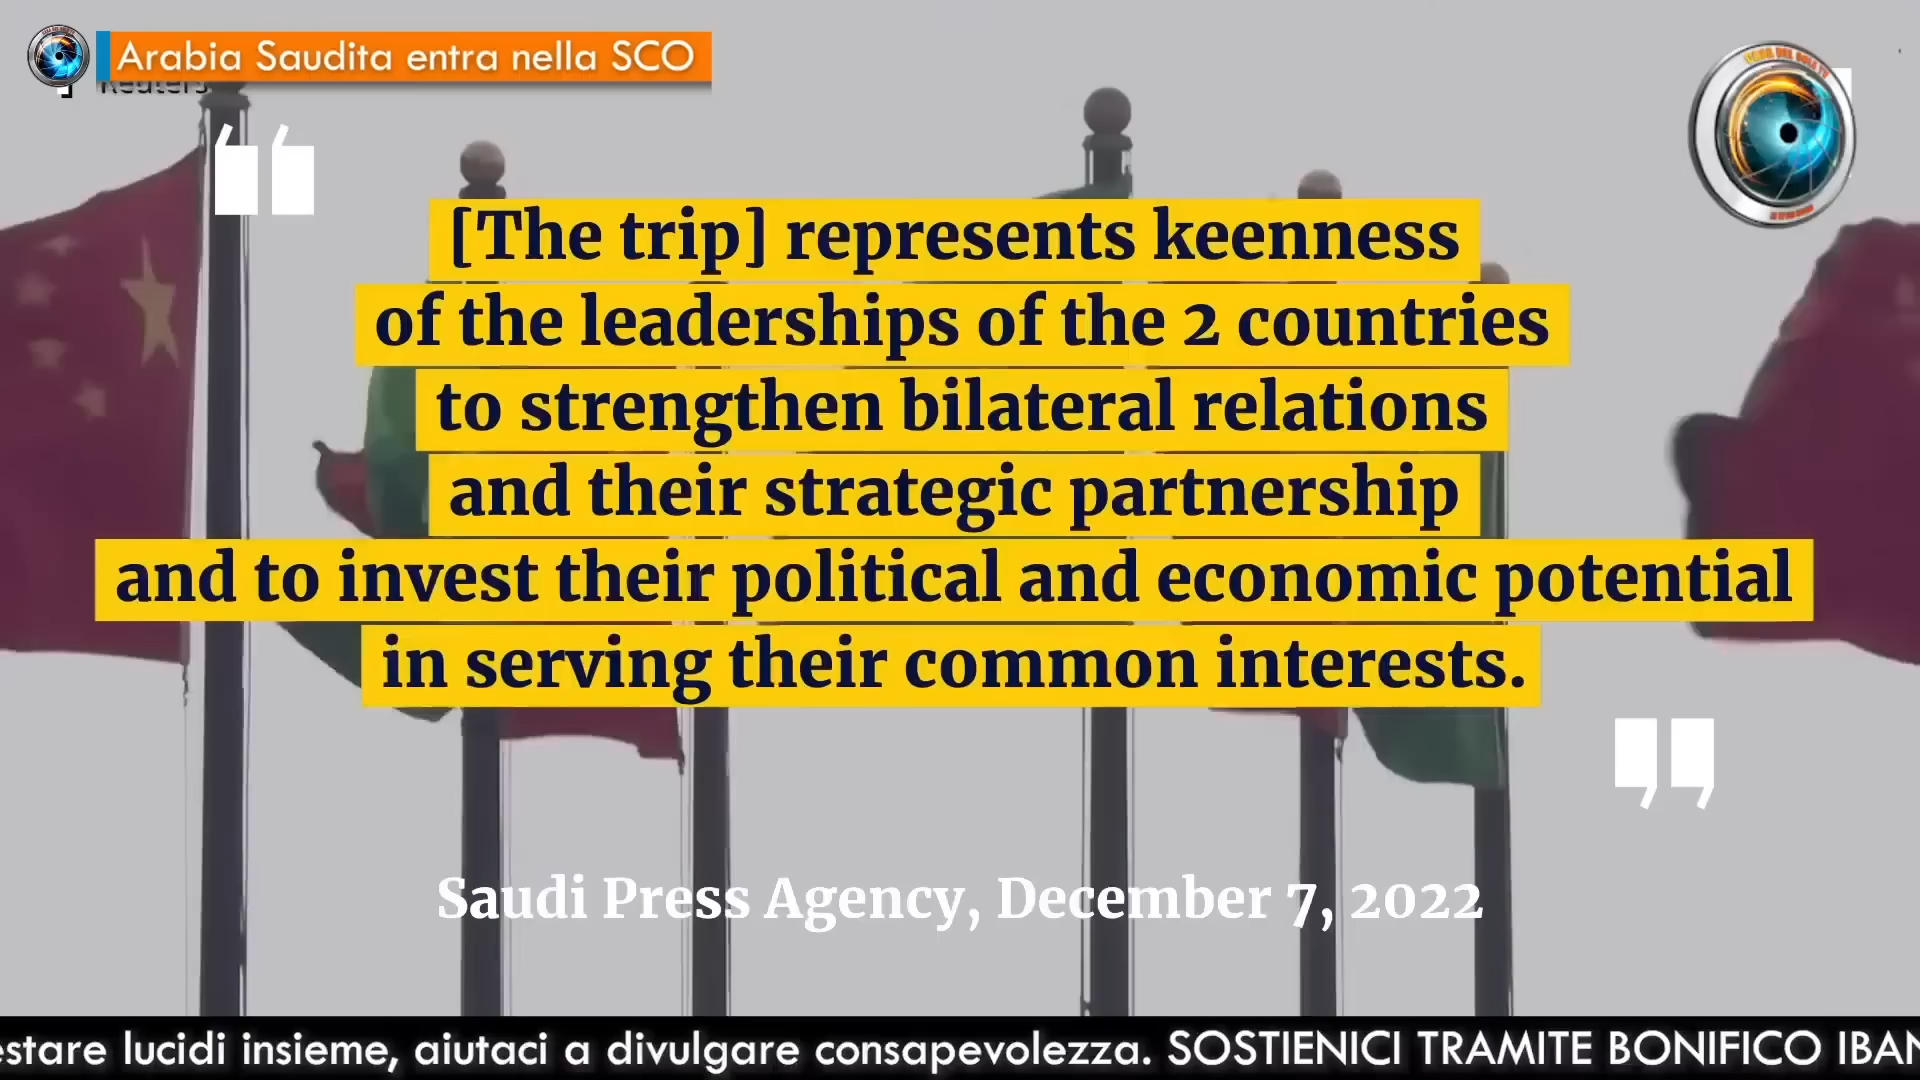 Arabia Saudita entra nella SCO
Reuters
[The trip] represents keenness
of the leaderships of the 2 countries
to strengthen bilateral relations
and their strategic partnership
and to invest their political and economic potential
in serving their common interests.
Saudi Press Agency, December 7, 2022
estare lucidi insieme, aiutaci a divulgare consapevolezza. SOSTIENICI TRAMITE BONIFICO IBAN